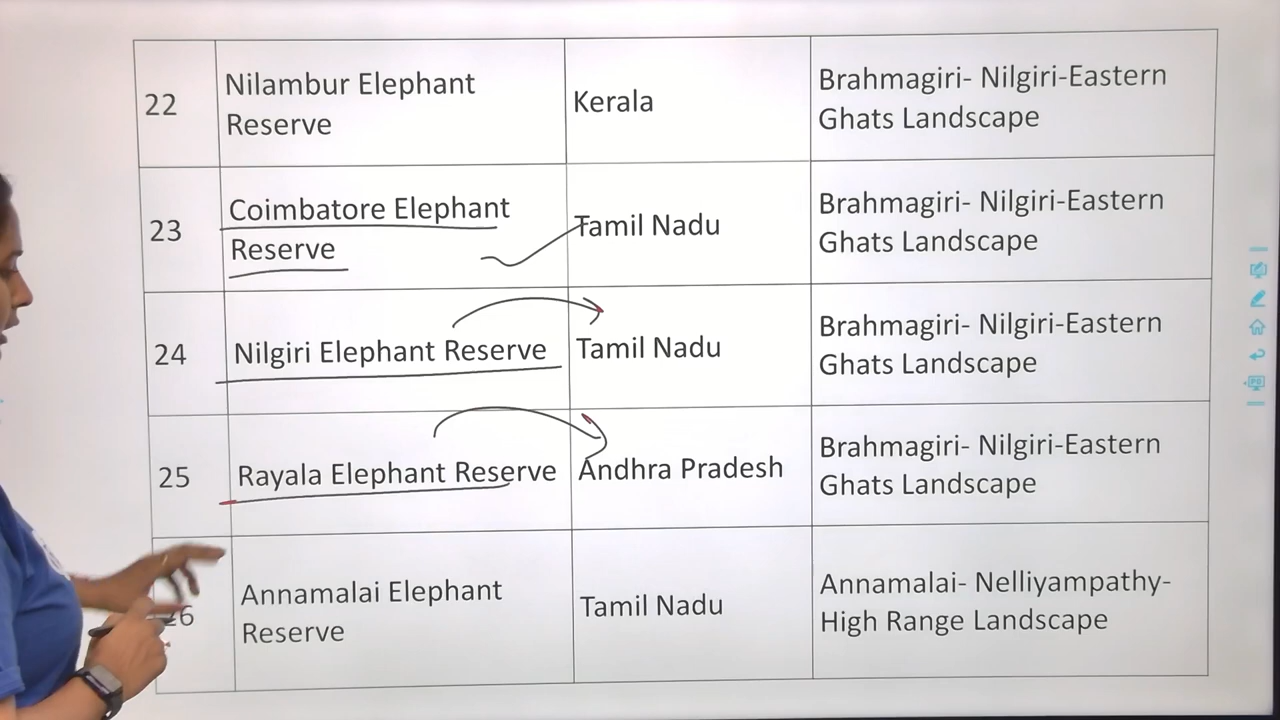 22
Nilambur Elephant
Reserve
Kerala
Brahmagiri- Nilgiri-Eastern
Ghats Landscape
23
Coimbatore Elephant
Reserve
Tamil Nadu
Brahmagiri- Nilgiri-Eastern
Ghats Landscape
24
Nilgiri Elephant Reserve
Tamil Nadu
Brahmagiri- Nilgiri-Eastern
Ghats Landscape
25
Rayala Elephant Reserve
Andhra Pradesh
Brahmagiri- Nilgiri-Eastern
Ghats Landscape
26
Annamalai Elephant
Reserve
Tamil Nadu
Annamalai- Nelliyampathy-
High Range Landscape